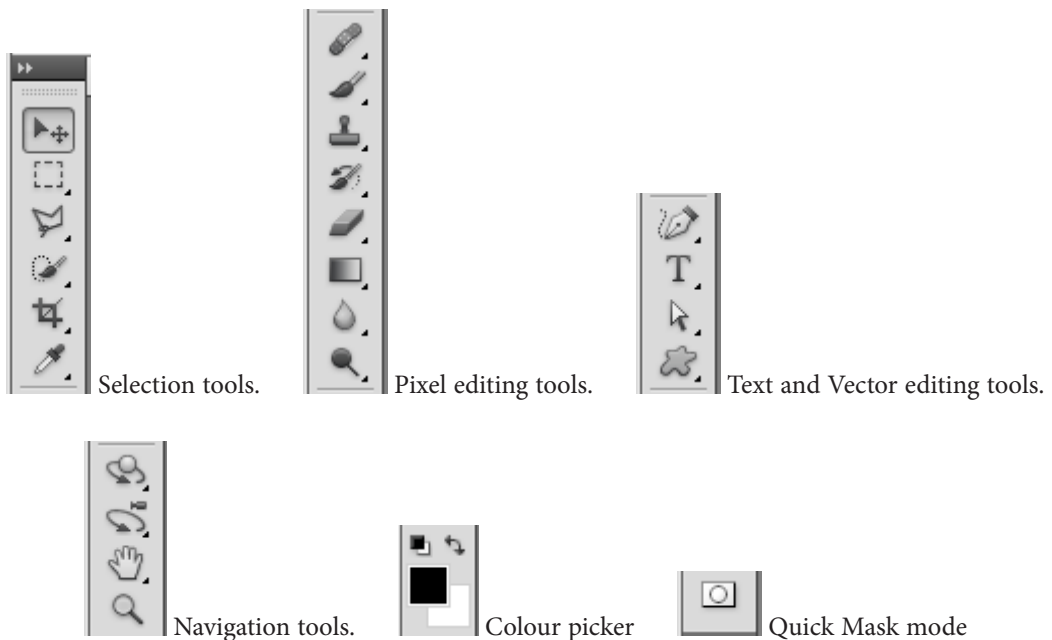 Selection tools.
Pixel editing tools.
Text and Vector editing tools.
Navigation tools.
Colour picker
Quick Mask mode